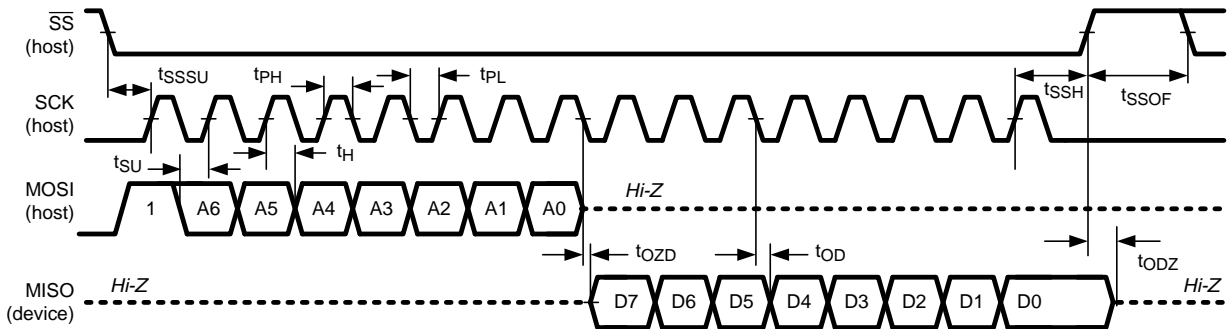 SS
(host)
tSSSU
tPH
tPL
tSSH
tSSOF
SCK
(host)
tSU
tH
MOSI
(host)
1
A6
A5
A4
A3
A2
A1
A0
Hi-Z
tOZD
tOD
tODZ
MISO
(device)
Hi-Z
D7
D6
D5
D4
D3
D2
D1
D0
Hi-Z